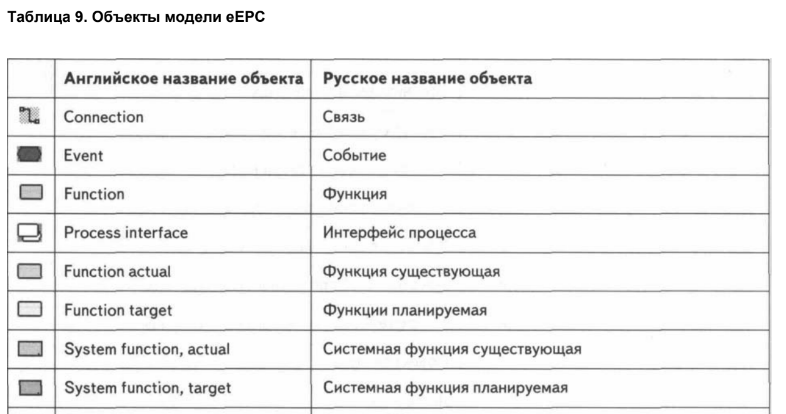 Таблица 9. Объекты модели eEPC
Английское название объекта Русское название объекта
Connection Связь
Event Событие
Function Функция
Process interface Интерфейс процесса
Function actual Функция существующая
Function target Функции планируемая
System function, actual Системная функция существующая
System function, target Системная функция планируемая